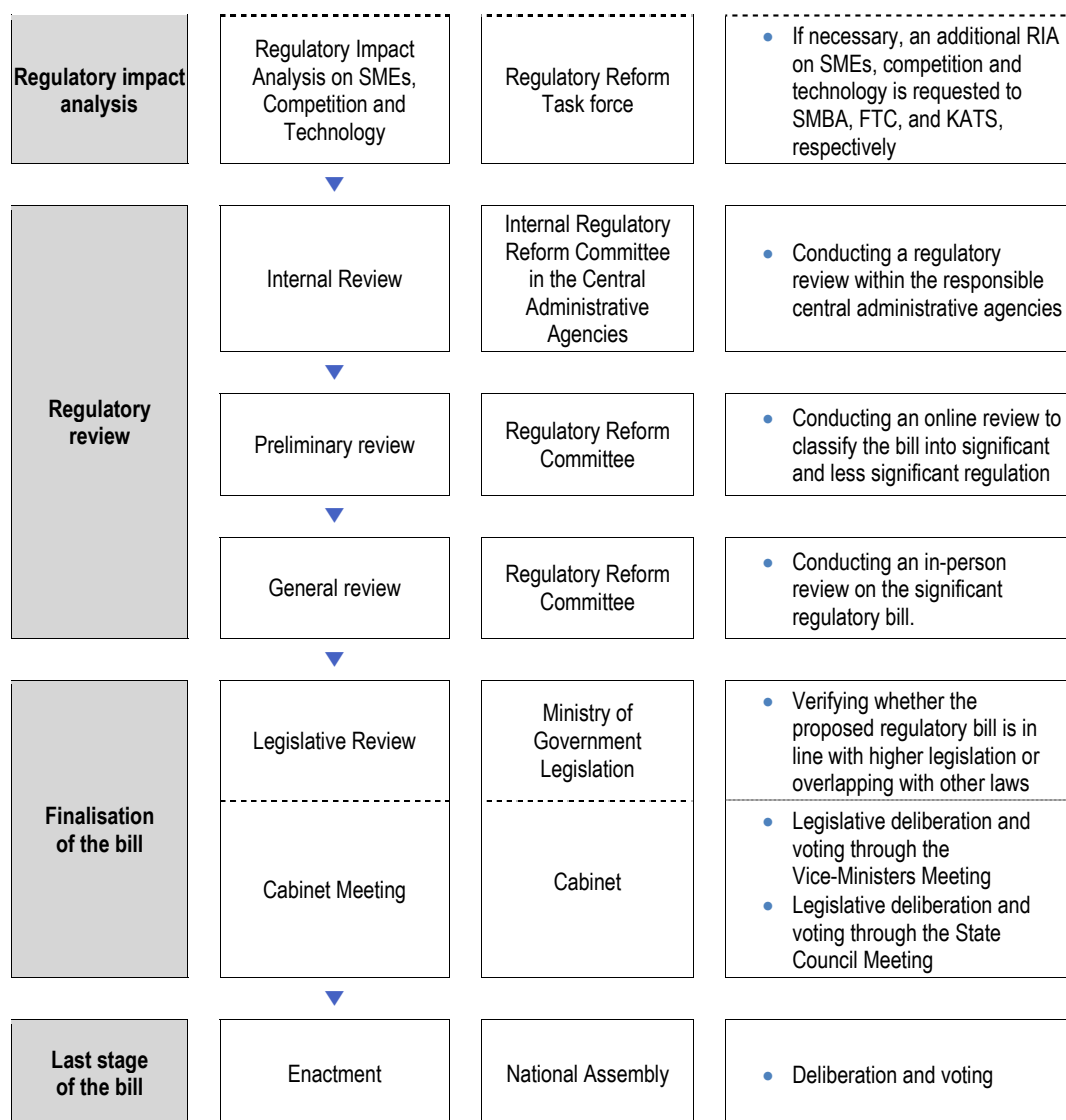 Regulatory impact
analysis
Regulatory Impact
Analysis on SMEs,
Competition and
Technology
Regulatory Reform
Task force
• If necessary, an additional RIA
on SMEs, competition and
technology is requested to
SMBA, FTC, and KATS,
respectively
Regulatory
review
Internal Review
Internal Regulatory
Reform Committee
in the Central
Administrative
Agencies
• Conducting a regulatory
review within the responsible
central administrative agencies
Preliminary review
Regulatory Reform
Committee
• Conducting an online review to
classify the bill into significant
and less significant regulation
General review
Regulatory Reform
Committee
• Conducting an in-person
review on the significant
regulatory bill.
Finalisation
of the bill
Legislative Review
Ministry of
Government
Legislation
• Verifying whether the
proposed regulatory bill is in
line with higher legislation or
overlapping with other laws
Cabinet Meeting
Cabinet
• Legislative deliberation and
voting through the
Vice-Ministers Meeting
• Legislative deliberation and
voting through the State
Council Meeting
Last stage
of the bill
Enactment
National Assembly
• Deliberation and voting